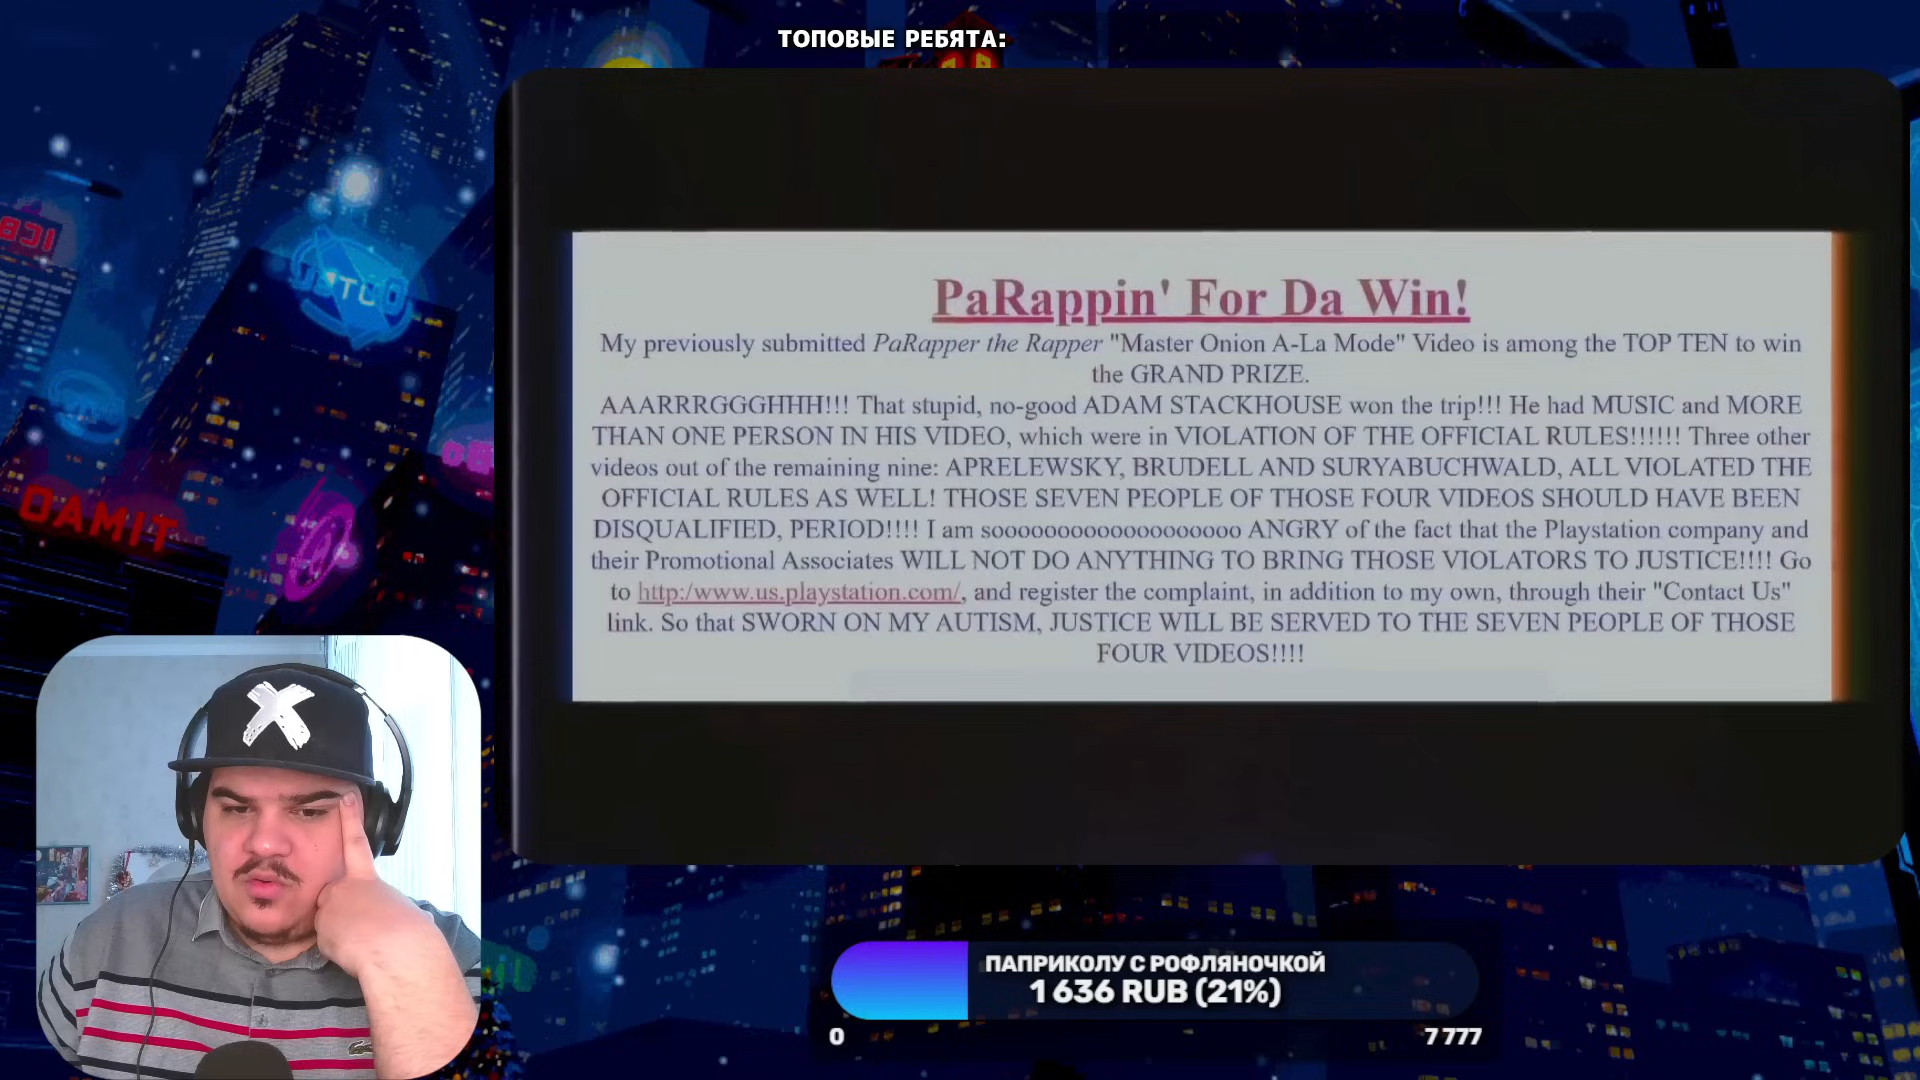 ТОПОВЫЕ РЕБЯТА:
PaRappin' For Da Win!
My previously submitted PaRapper the Rapper "Master Onion A-La Mode" Video is among the TOP TEN to win
the GRAND PRIZE.
AAARRRGGGHHH!!! That stupid, no-good ADAM STACKHOUSE won the trip!!! He had MUSIC and MORE
THAN ONE PERSON IN HIS VIDEO, which were in VIOLATION OF THE OFFICIAL RULES!!!!!! Three other
videos out of the remaining nine: APRELEWSKY, BRUDELL AND SURYABUCHWALD, ALL VIOLATED THE
OFFICIAL RULES AS WELL! THOSE SEVEN PEOPLE OF THOSE FOUR VIDEOS SHOULD HAVE BEEN
DISQUALIFIED, PERIOD!!!! I am soooooooooooooooooooo ANGRY of the fact that the Playstation company and
their Promotional Associates WILL NOT DO ANYTHING TO BRING THOSE VIOLATORS TO JUSTICE!!!! Go
to http:/www.us.playstation.com/, and register the complaint, in addition to my own, through their "Contact Us"
link. So that SWORN ON MY AUTISM, JUSTICE WILL BE SERVED TO THE SEVEN PEOPLE OF THOSE
FOUR VIDEOS!!!!
DAMIT
ПАПРИКОЛУ С РОФЛЯНОЧКОЙ
1 636 RUB (21%)
0
7 777